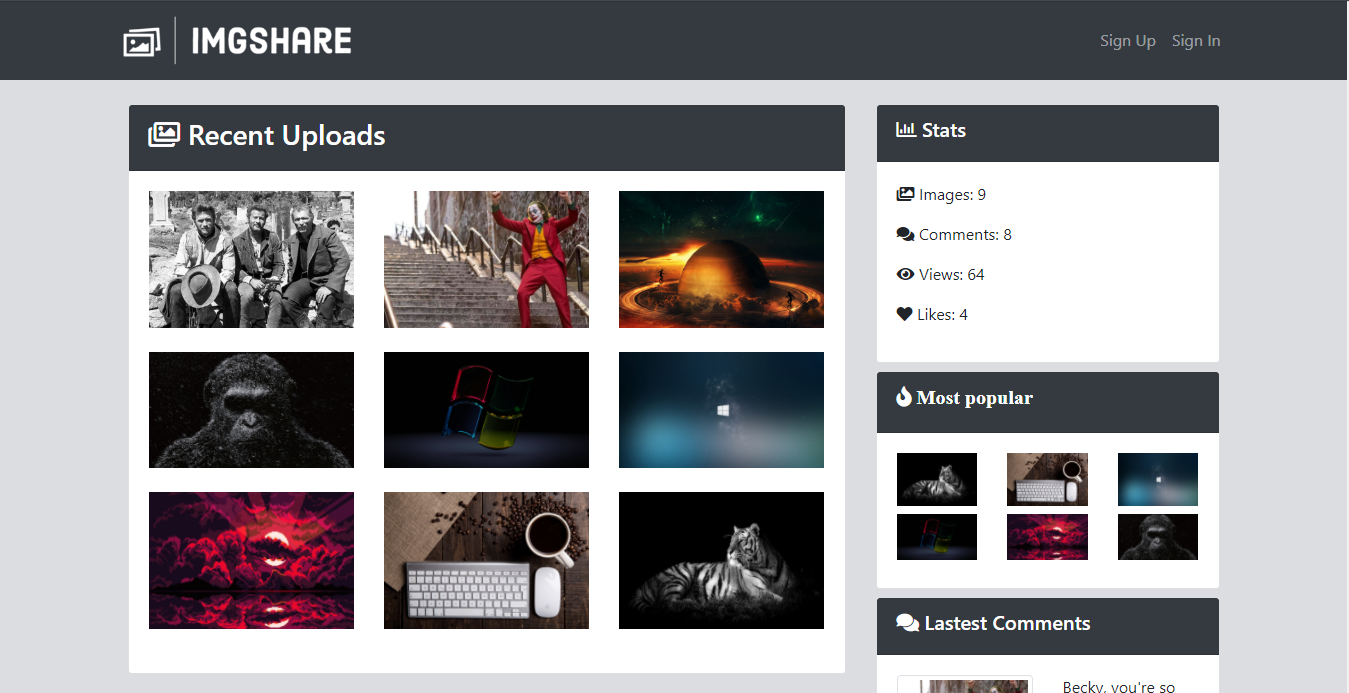 IMGSHARE
Sign Up Sign In
Recent Uploads
Stats
Images: 9
Comments: 8
Views: 64
Likes: 4
Most popular
Lastest Comments
Becky, you're so